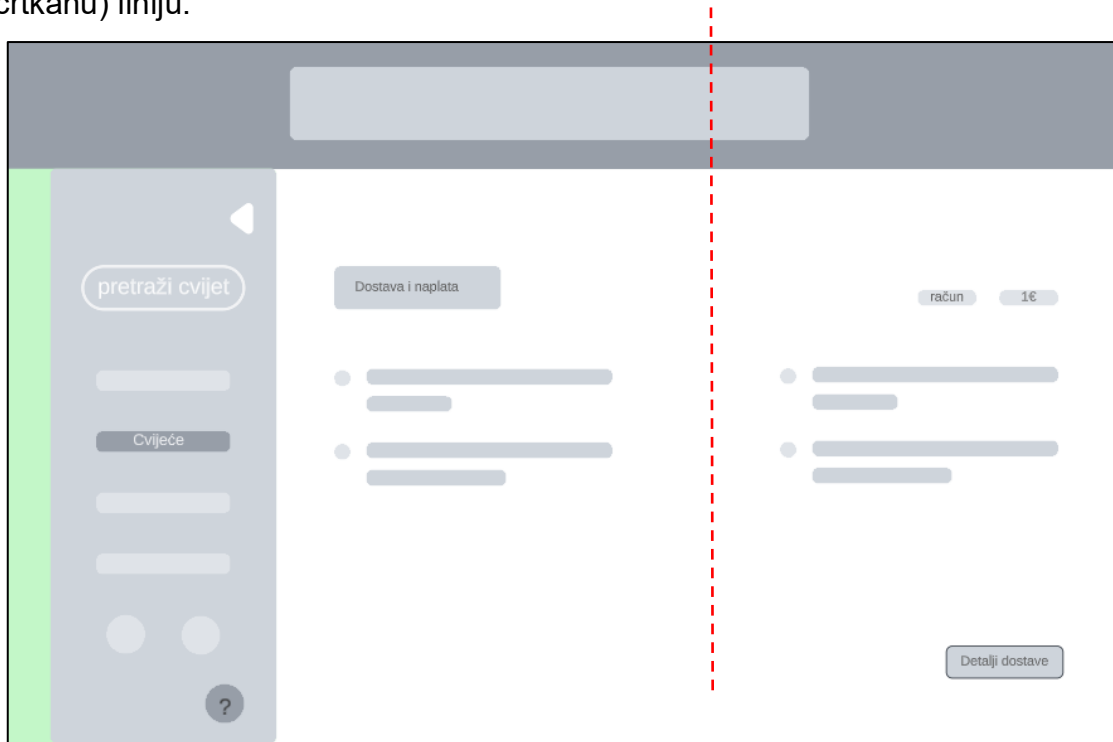 crtkanu) liniju.
pretraži cvijet
Dostava i naplata
račun 1€
Cvijeće
Detalji dostave
?